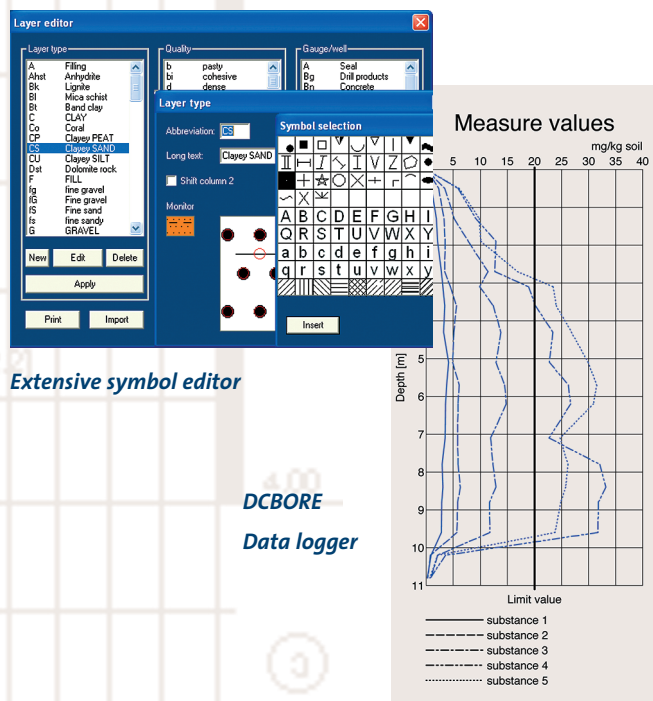 Layer editor
Layer type
A Filling
Ahst Anhydrite
Bk Lignite
Bl Mica schist
Bt Band clay
C CLAY
Co Coral
CP Clayey PEAT
CS Clayey SAND
CU Clayey SILT
Dst Dolomite rock
F FILL
fg fine gravel
fG Fine gravel
fS Fine sand
fs fine sandy
G GRAVEL
New Edit Delete
Apply
Print Import
Quality
b pasty
bi cohesive
d dense
Gauge/well
A Seal
Bg Drill products
Bn Concrete
Layer type
Abbreviation: CS
Long text: Clayey SAND
Shift column 2
Monitor
Symbol selection
A B C D E F G H I
Q R S T U V W X Y
a b c d e f g h i
q r s t u v w x y
Insert
Extensive symbol editor
DCBORE
Data logger
4.00
Measure values
mg/kg soil
5 10 15 20 25 30 35 40
Depth [m]
5
6
7
8
9
10
11
Limit value
substance 1
substance 2
substance 3
substance 4
substance 5